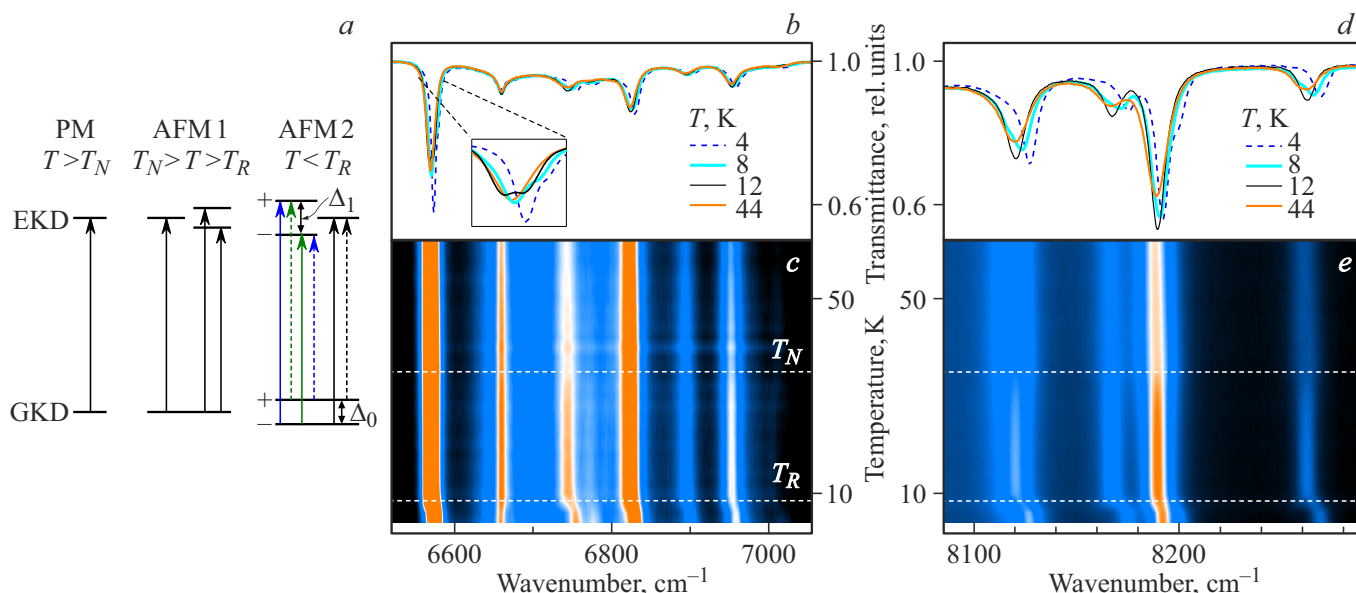 a
PM
T >T_N
AFM 1
T_N > T >T_R
AFM 2
T < T_R
+
Δ_1
EKD
−
+
GKD
Δ_0
−
b
T, K
4
8
12
44
1.0
0.6
Transmittance, rel. units
d
T, K
4
8
12
44
1.0
0.6
c
T_N
T_R
50
10
Temperature, K
e
50
10
6600
6800
7000
Wavenumber, cm⁻¹
8100
8200
Wavenumber, cm⁻¹